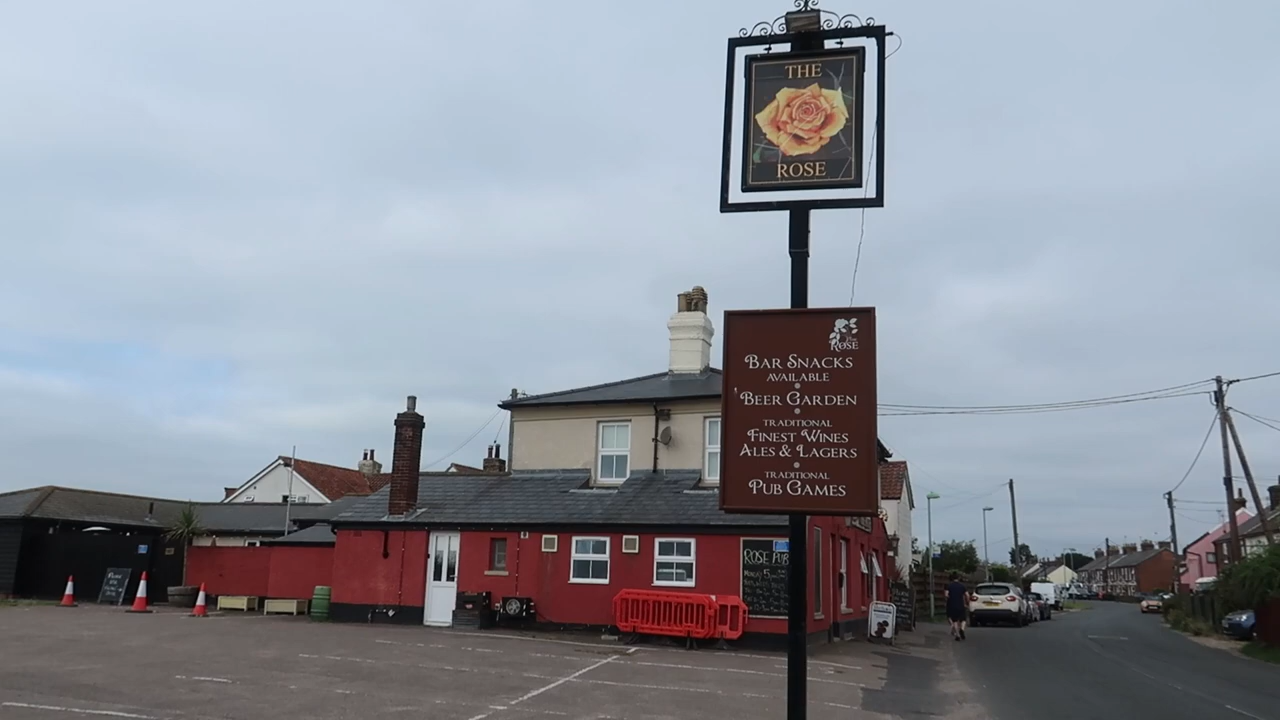 THE
ROSE
The
ROSE
BAR SNACKS
AVAILABLE
BEER GARDEN
TRADITIONAL
FINEST WINES
ALES & LAGERS
TRADITIONAL
PUB GAMES
ROSE PUB
MONDAY